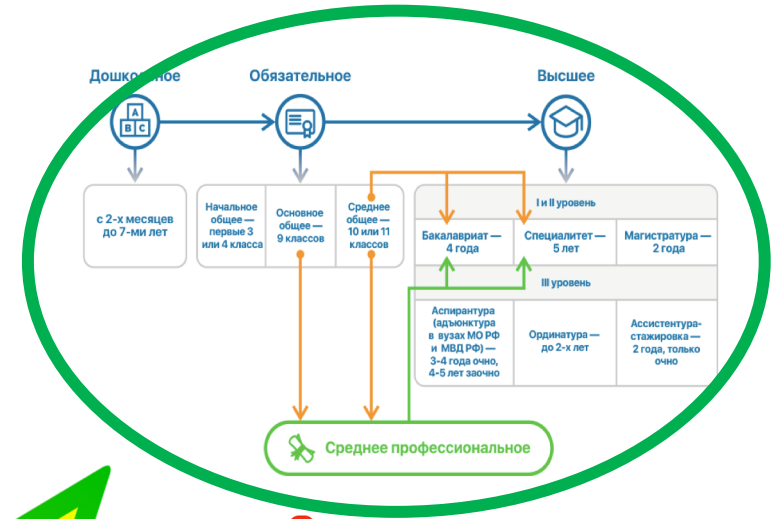 Дошкольное
Обязательное
Высшее
A
B C
с 2-х месяцев
до 7-ми лет
Начальное
общее —
первые 3
или 4 класса
Основное
общее —
9 классов
Среднее
общее —
10 или 11
классов
I и II уровень
Бакалавриат —
4 года
Специалитет —
5 лет
Магистратура —
2 года
III уровень
Аспирантура
(адъюнктура
в вузах МО РФ
и МВД РФ) —
3-4 года очно,
4-5 лет заочно
Ординатура —
до 2-х лет
Ассистентура-
стажировка —
2 года, только
очно
Среднее профессиональное